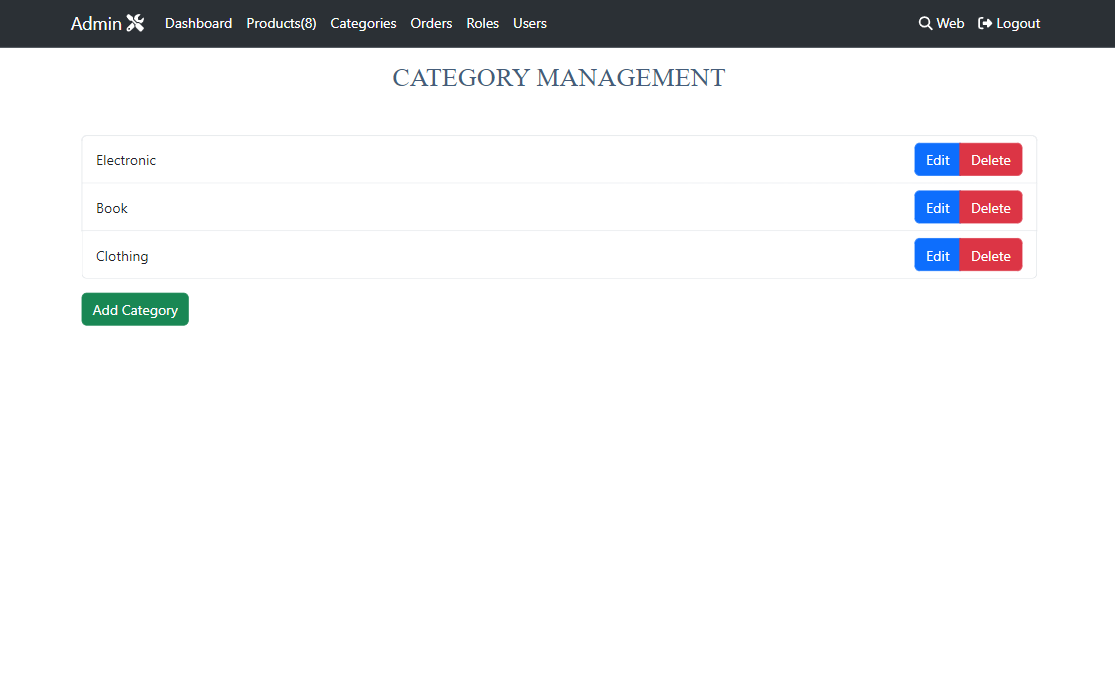 Admin Dashboard Products(8) Categories Orders Roles Users Web Logout
CATEGORY MANAGEMENT
Electronic Edit Delete
Book Edit Delete
Clothing Edit Delete
Add Category